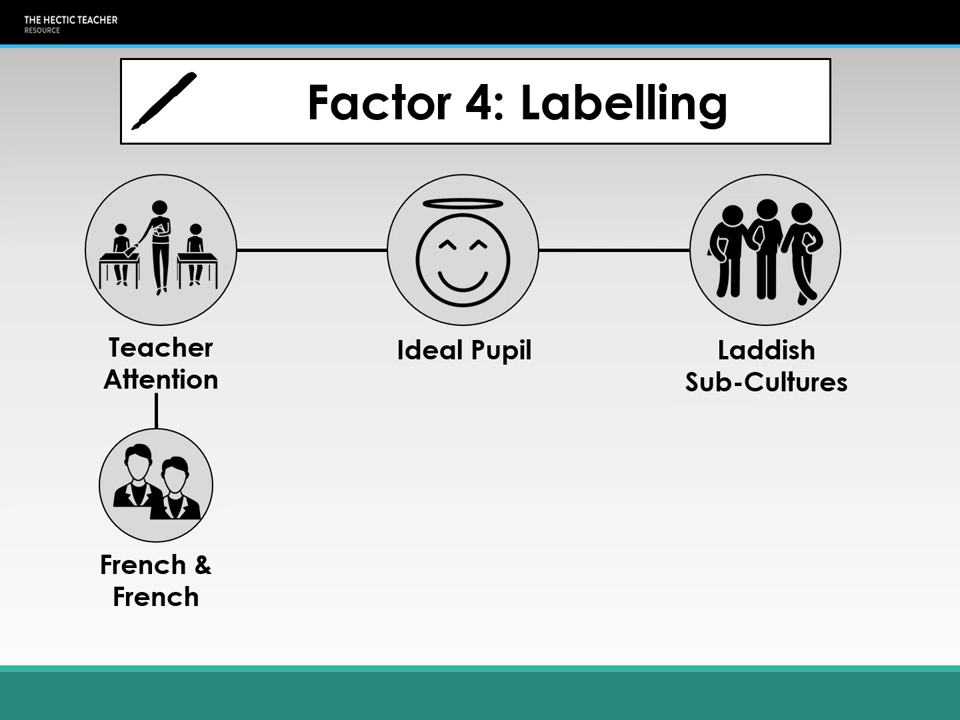 THE HECTIC TEACHER
RESOURCE
Factor 4: Labelling
Teacher
Attention
Ideal Pupil
Laddish
Sub-Cultures
French &
French